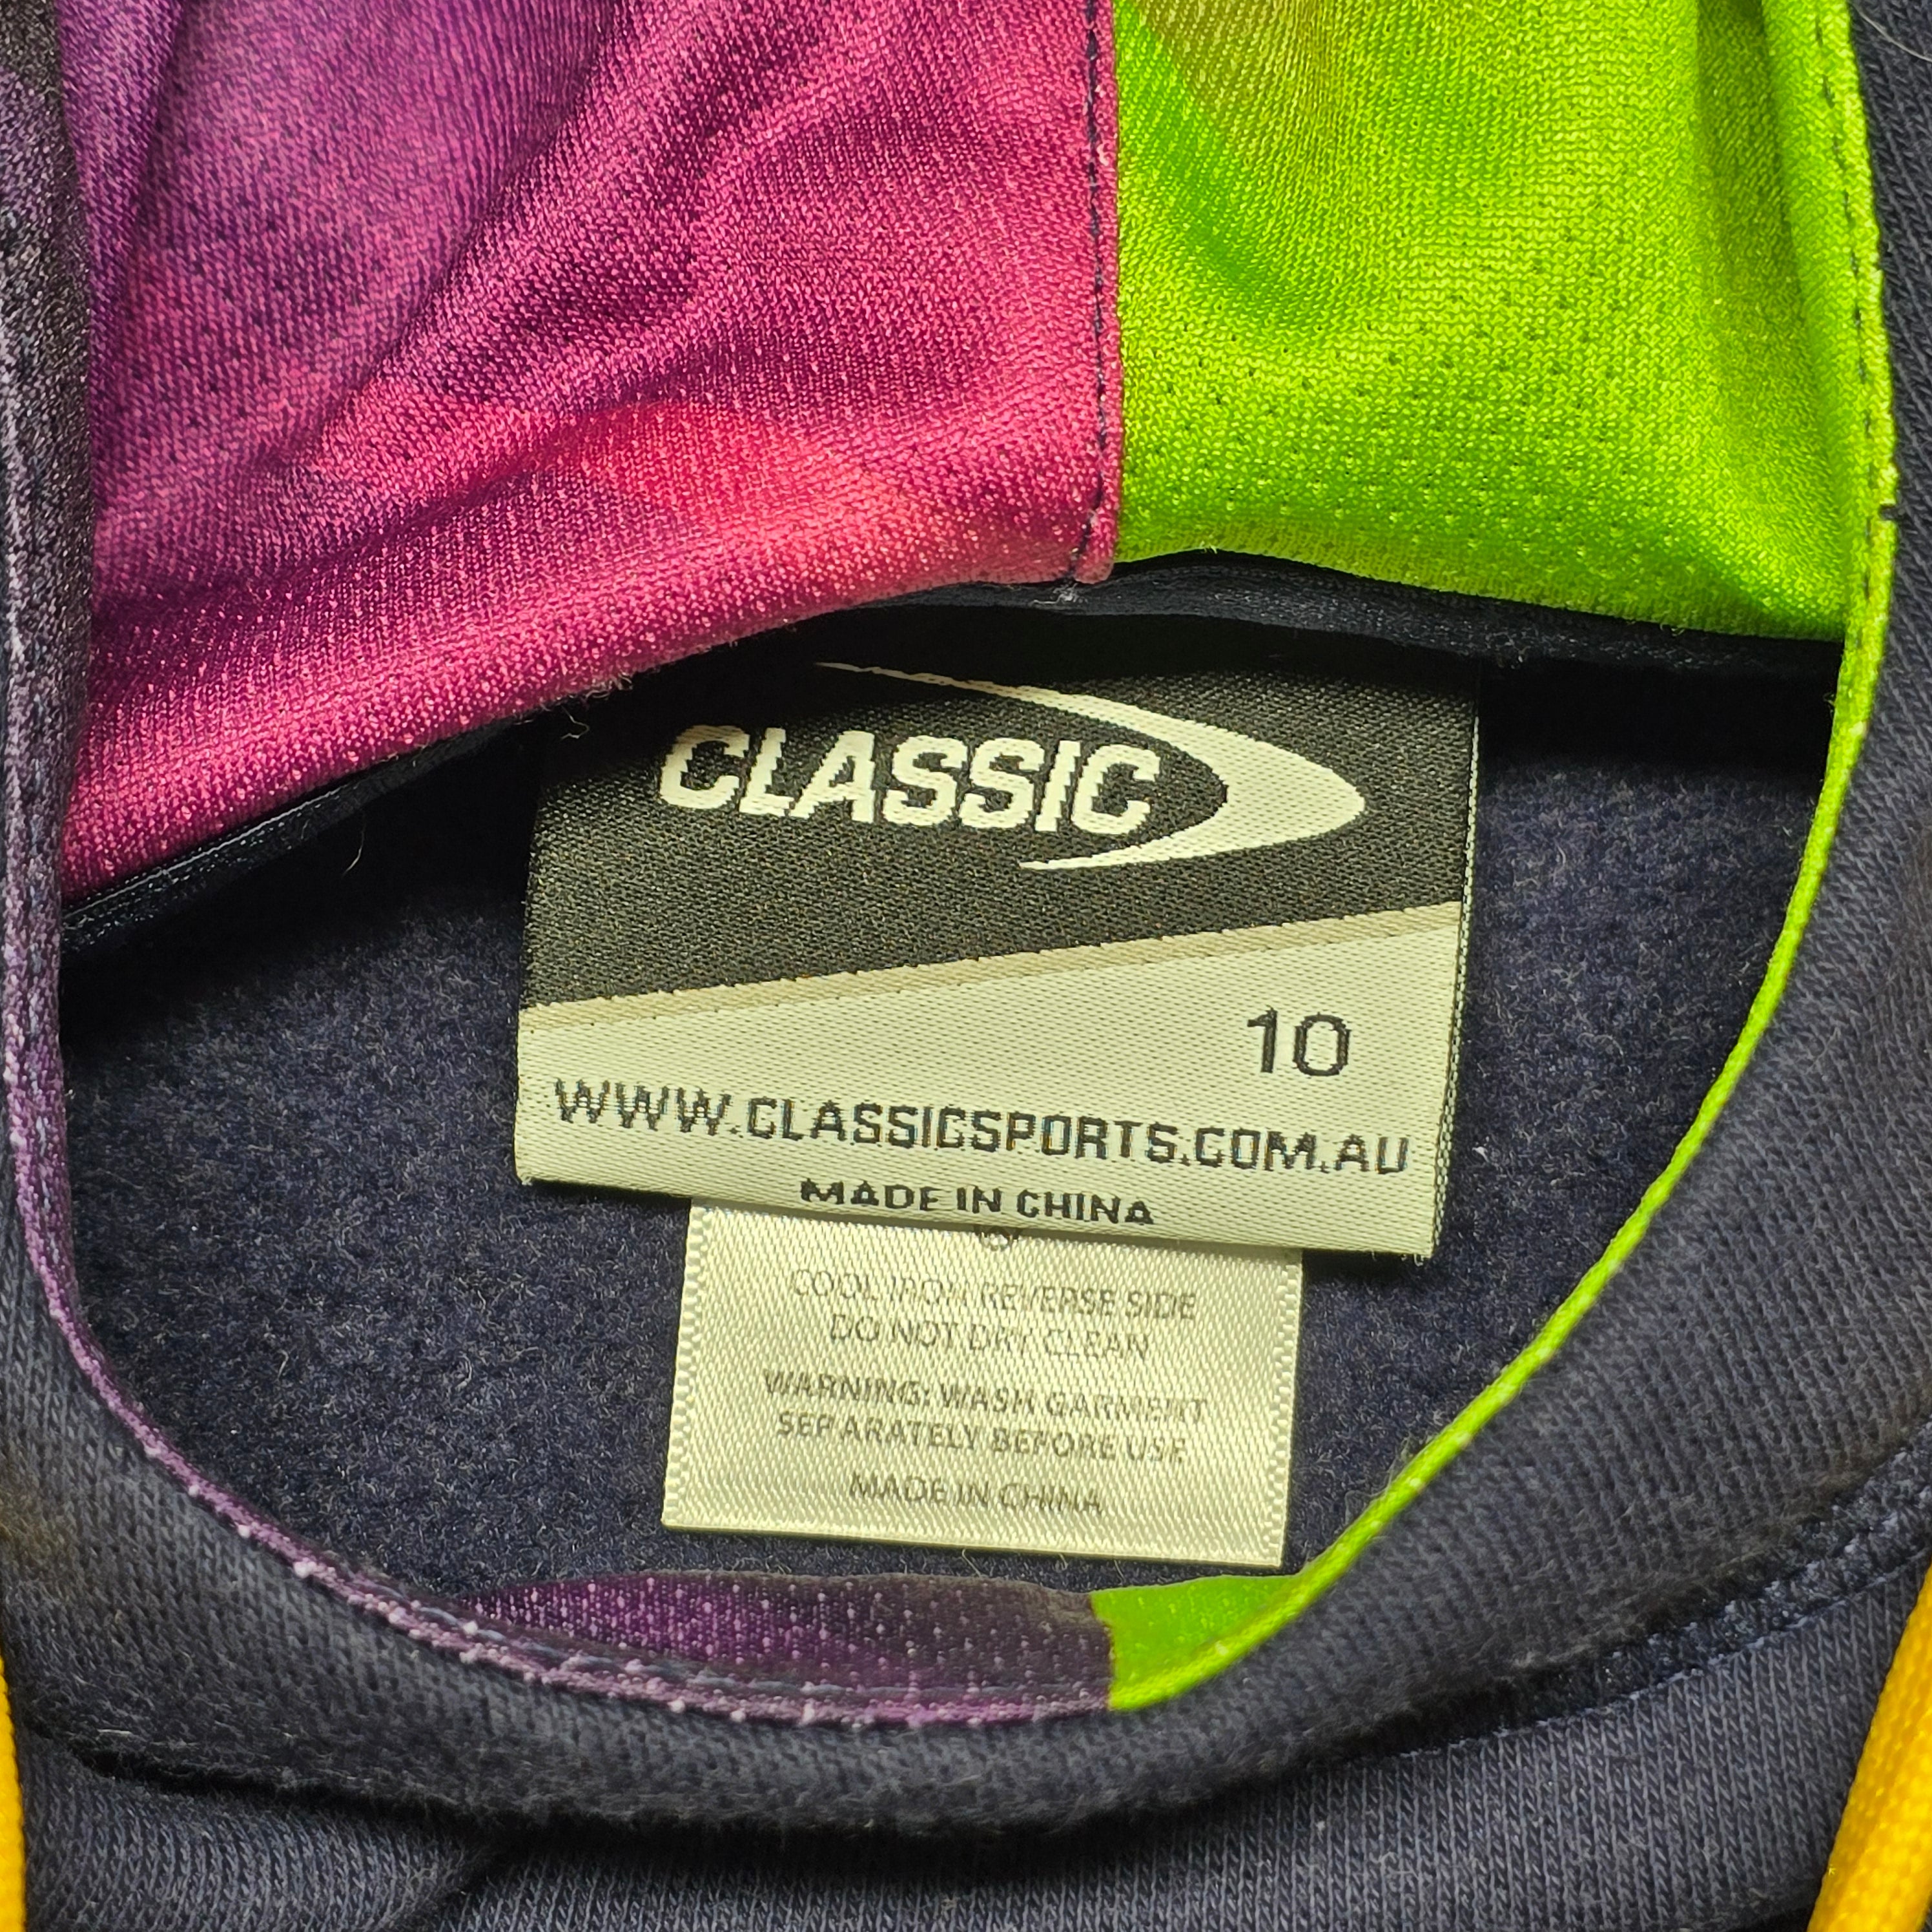 CLASSIC
10
WWW.CLASSICSPORTS.COM.AU
MADE IN CHINA
COOL IRON REVERSE SIDE
DO NOT DRY CLEAN
WARNING: WASH GARMENT
SEPARATELY BEFORE USE
MADE IN CHINA